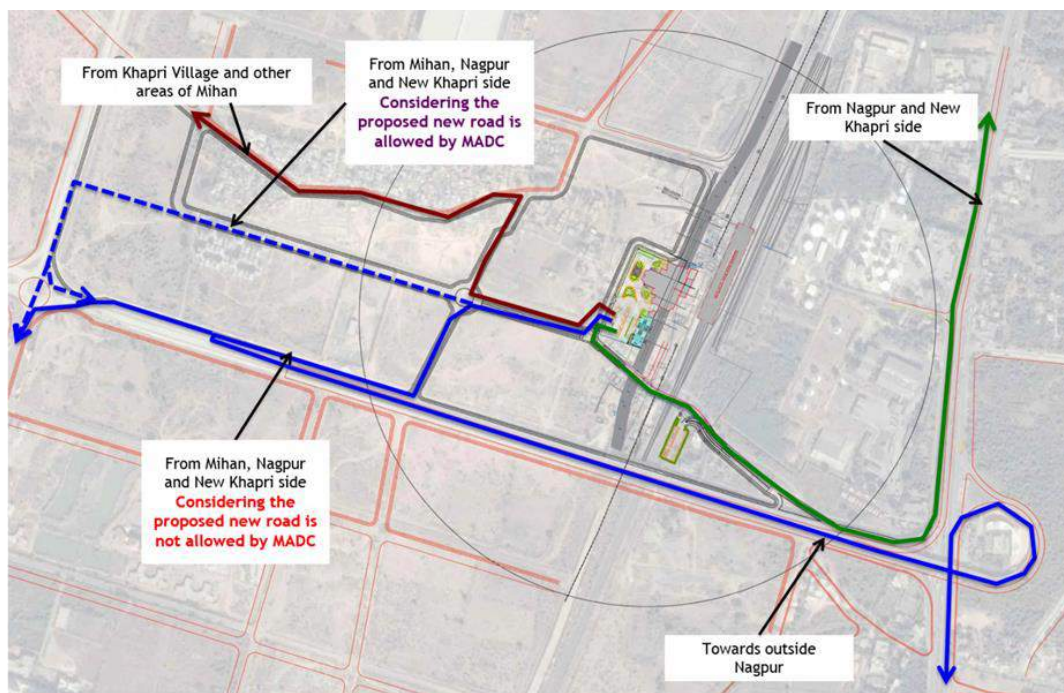 From Khapri Village and other
areas of Mihan
From Mihan, Nagpur
and New Khapri side
Considering the
proposed new road is
allowed by MADC
From Nagpur and New
Khapri side
From Mihan, Nagpur
and New Khapri side
Considering the
proposed new road is
not allowed by MADC
Towards outside
Nagpur